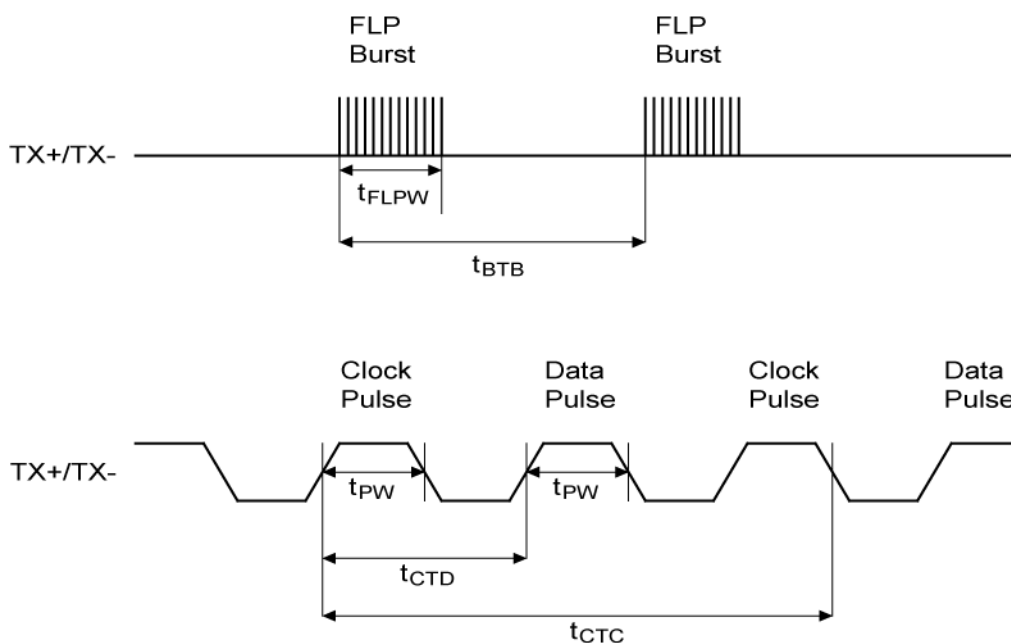 FLP
Burst
FLP
Burst
TX+/TX-
tFLPW
tBTB
Clock
Pulse
Data
Pulse
Clock
Pulse
Data
Pulse
TX+/TX-
tPW
tPW
tCTD
tCTC